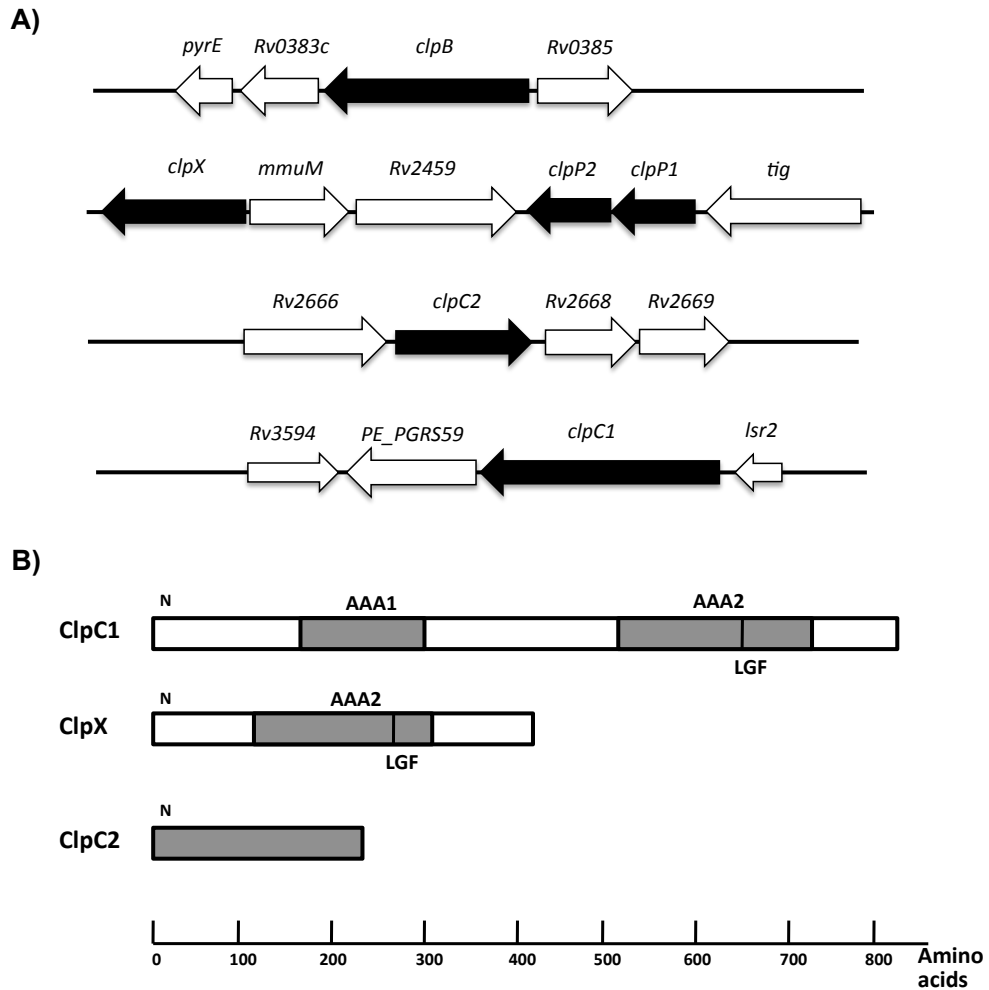 A)
pyrE Rv0383c clpB Rv0385
clpX mmuM Rv2459 clpP2 clpP1 tig
Rv2666 clpC2 Rv2668 Rv2669
Rv3594 PE_PGRS59 clpC1 lsr2
B)
N AAA1 AAA2
ClpC1
LGF
N AAA2
ClpX
LGF
N
ClpC2
0 100 200 300 400 500 600 700 800 Amino
acids